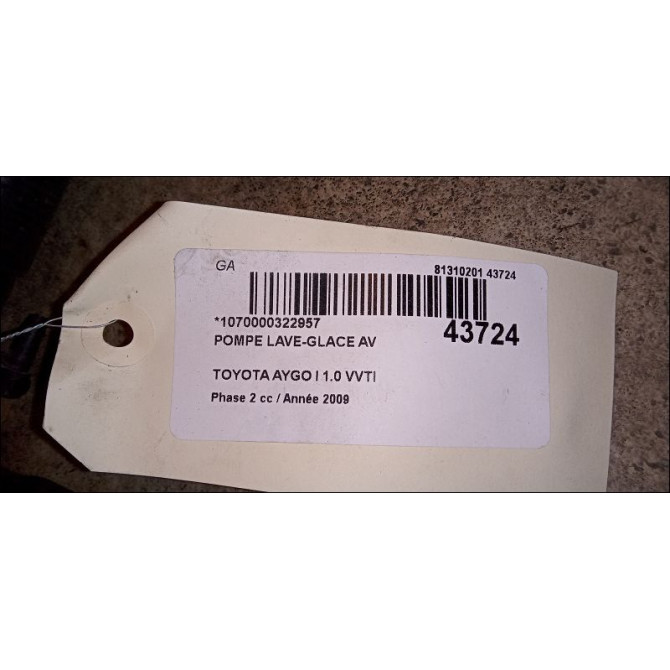 GA
81310201 43724
*1070000322957
43724
POMPE LAVE-GLACE AV
TOYOTA AYGO I 1.0 VVTI
Phase 2 cc / Année 2009